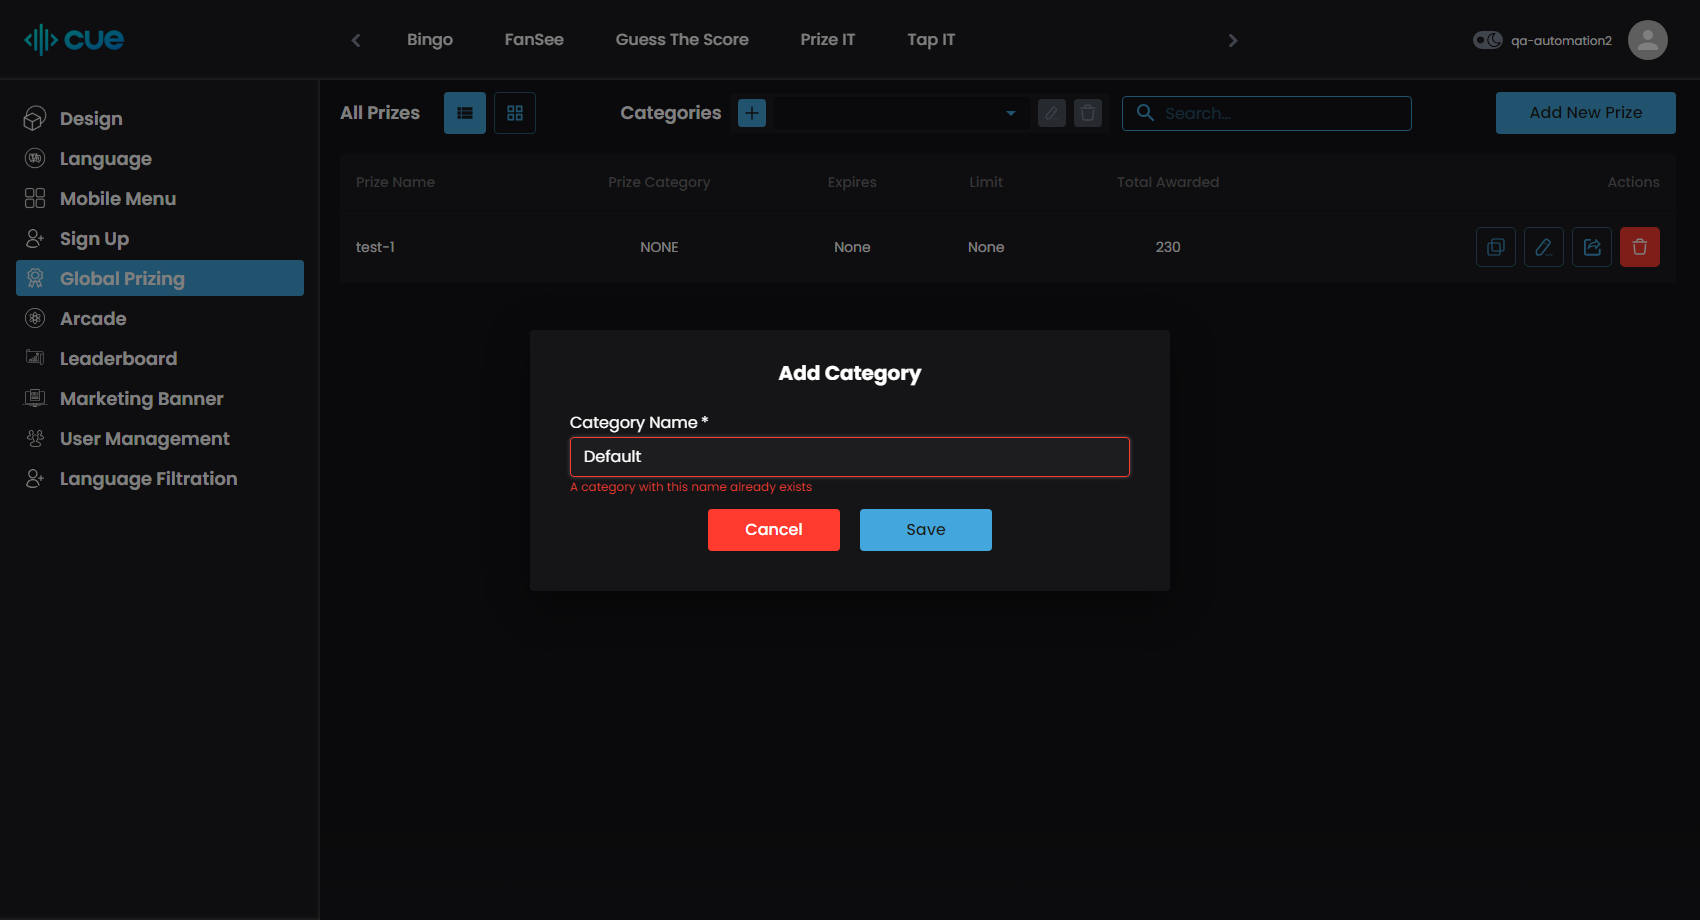 cue
Bingo
FanSee
Guess The Score
Prize IT
Tap IT
qa-automation2
Design
Language
Mobile Menu
Sign Up
Global Prizing
Arcade
Leaderboard
Marketing Banner
User Management
Language Filtration
All Prizes
Categories
Search...
Add New Prize
Prize Name Prize Category Expires Limit Total Awarded Actions
test-1 NONE None None 230
Add Category
Category Name *
Default
A category with this name already exists
Cancel
Save